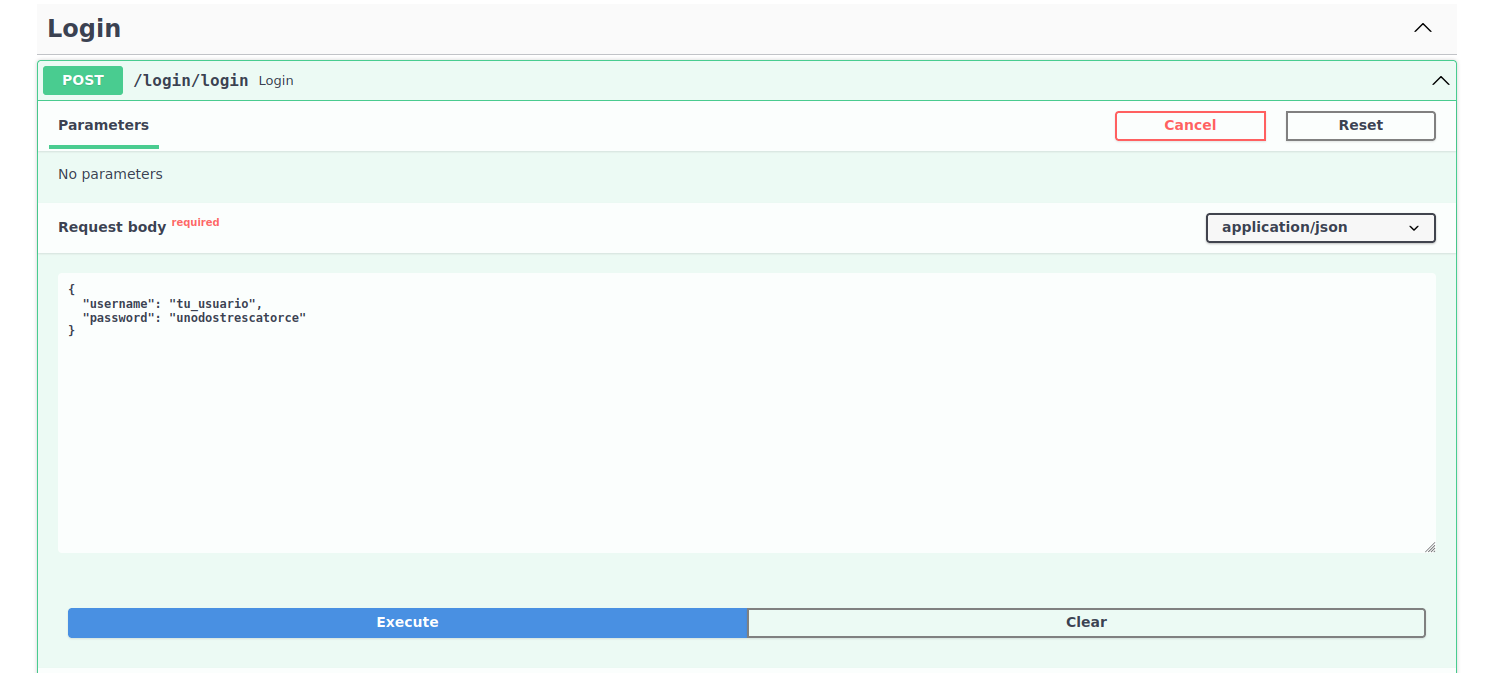 Login
POST /login/login Login
Parameters Cancel Reset
No parameters
Request body required application/json
{
"username": "tu_usuario",
"password": "unodostrescatorce"
}
Execute Clear